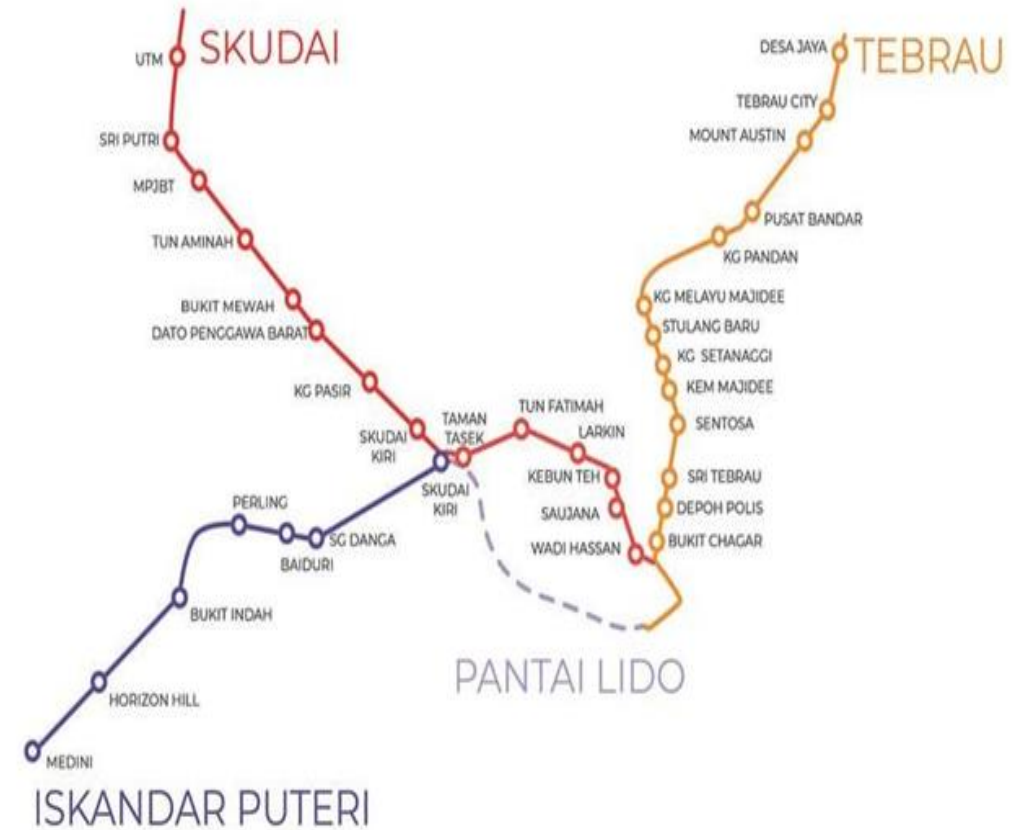 SKUDAI
UTM
SRI PUTRI
MPJBT
TUN AMINAH
BUKIT MEWAH
DATO PENGGAWA BARAT
KG PASIR
SKUDAI
KIRI
TAMAN
TASEK
TUN FATIMAH
LARKIN
KEBUN TEH
SAUJANA
WADI HASSAN
TEBRAU
DESA JAYA
TEBRAU CITY
MOUNT AUSTIN
PUSAT BANDAR
KG PANDAN
KG MELAYU MAJIDEE
STULANG BARU
KG SETANAGGI
KEM MAJIDEE
SENTOSA
SRI TEBRAU
DEPOH POLIS
BUKIT CHAGAR
SKUDAI
KIRI
SG DANGA
BAIDURI
PERLING
BUKIT INDAH
HORIZON HILL
MEDINI
ISKANDAR PUTERI
PANTAI LIDO